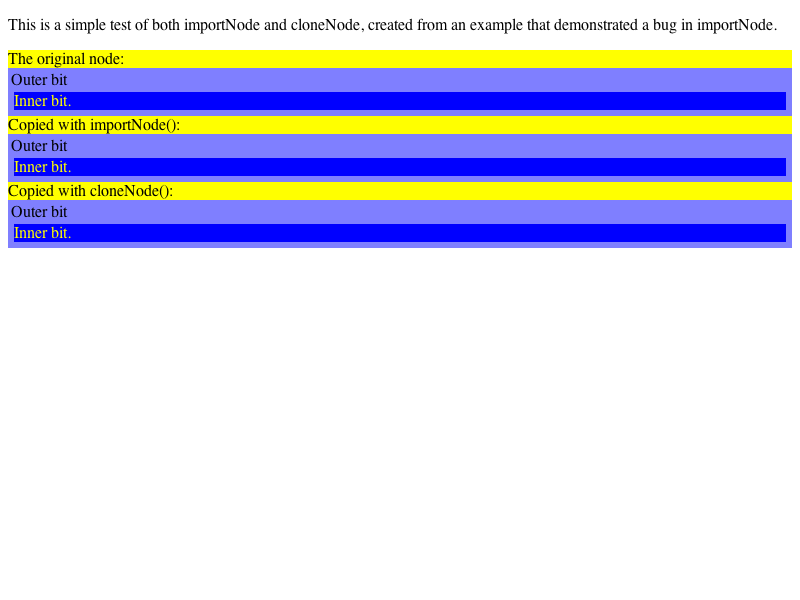 This is a simple test of both importNode and cloneNode, created from an example that demonstrated a bug in importNode.
The original node:
Outer bit
Inner bit.
Copied with importNode():
Outer bit
Inner bit.
Copied with cloneNode():
Outer bit
Inner bit.